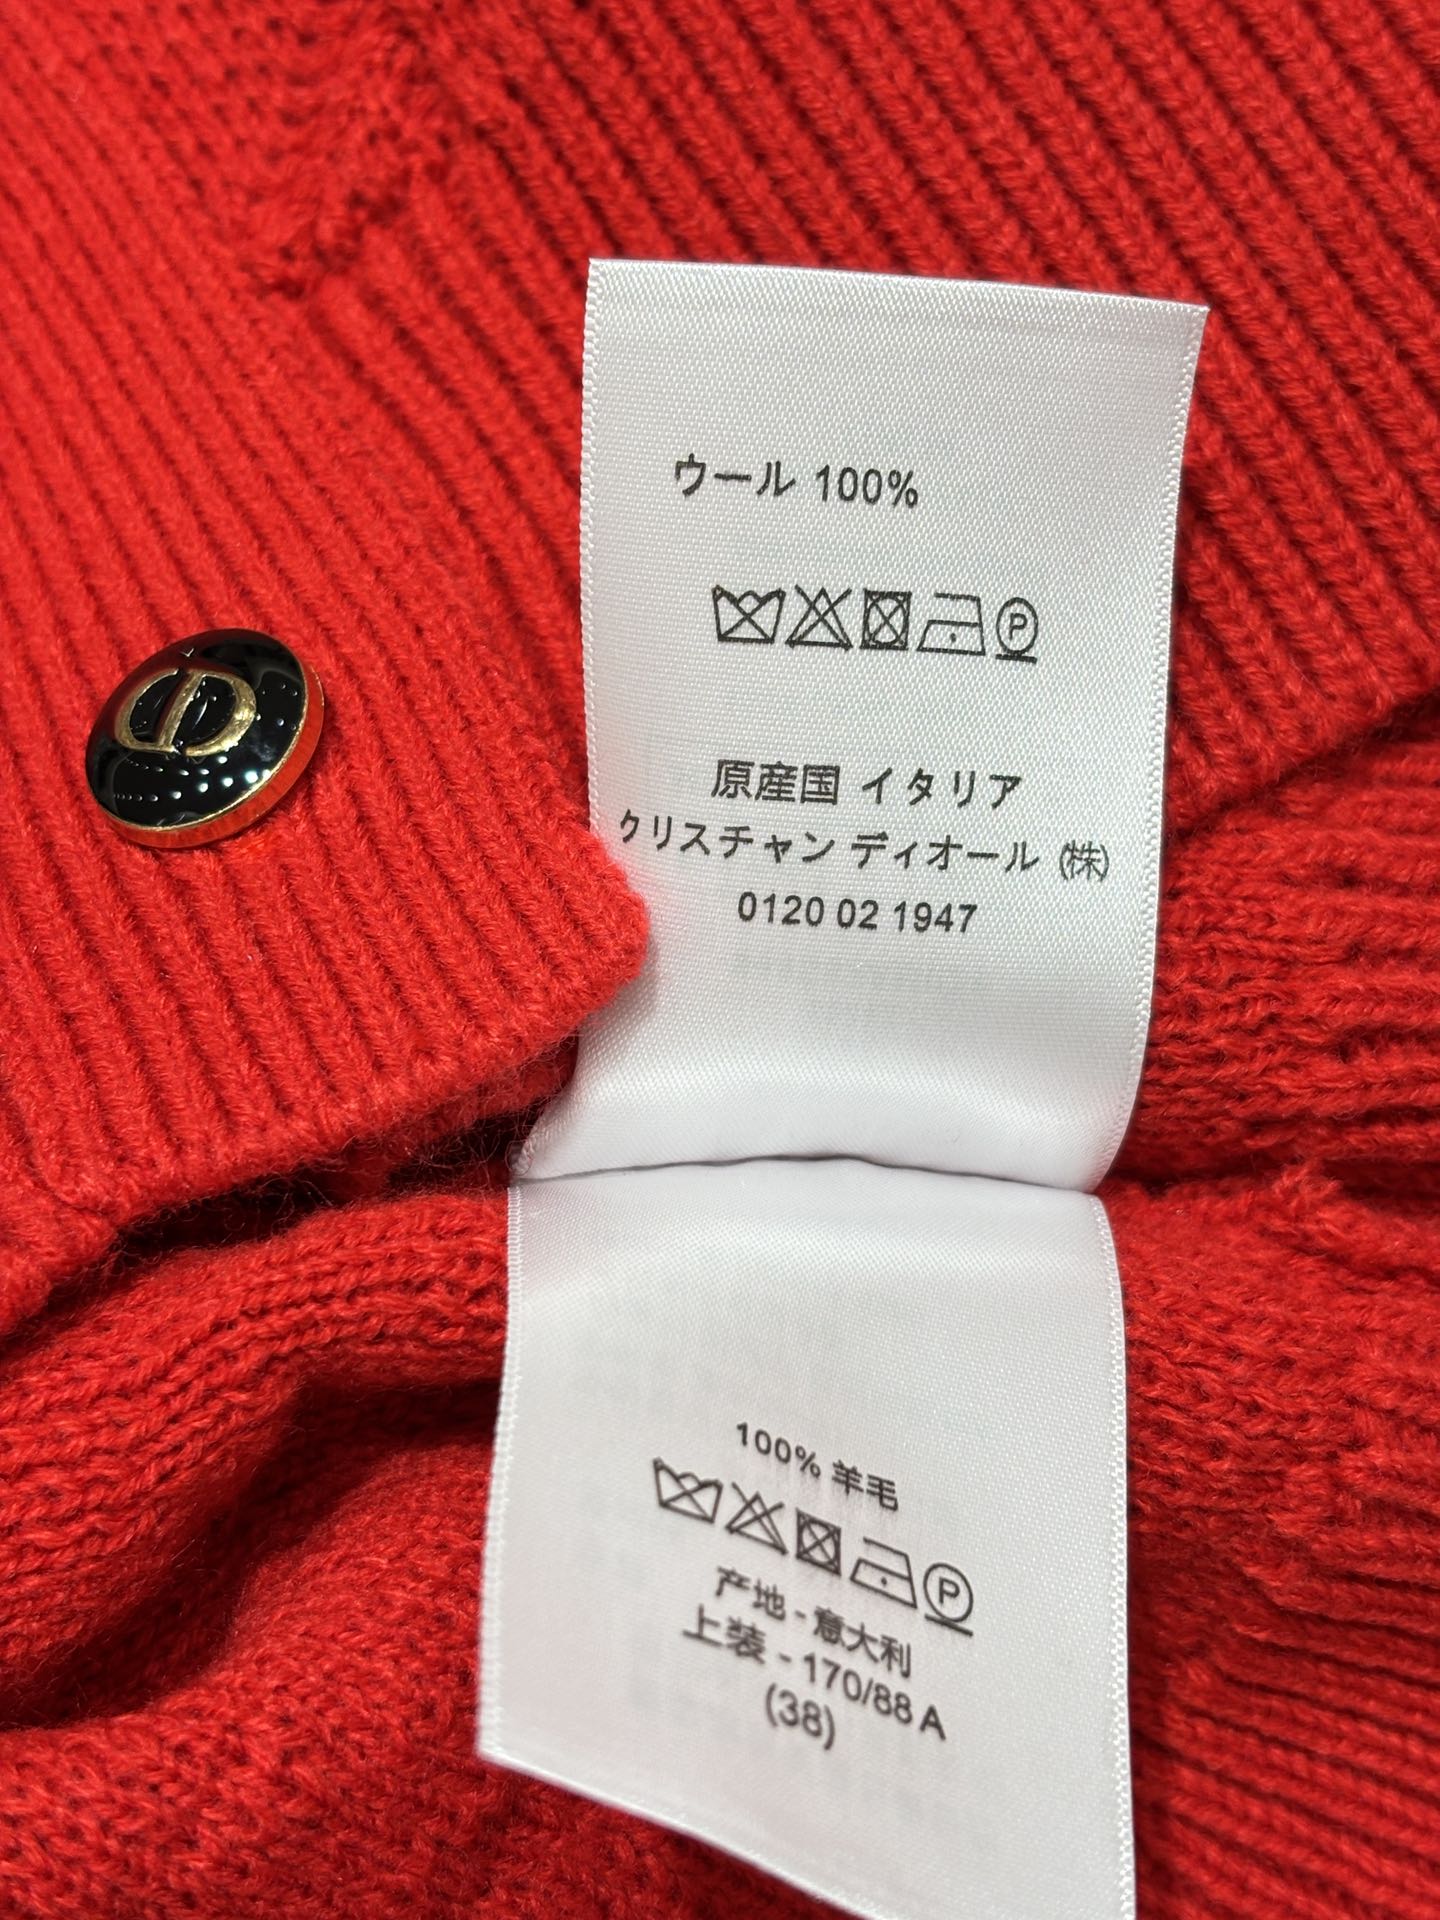 ウール 100%
P
原産国 イタリア
クリスチャン ディオール (株)
0120 02 1947
100% 羊毛
P
产地 - 意大利
上装 - 170/88 A
(38)